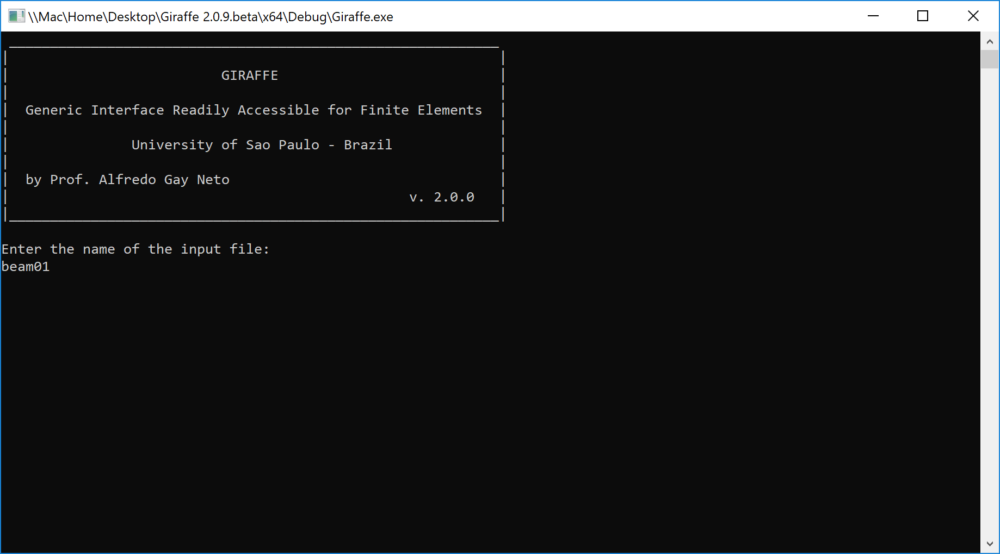 \\Mac\Home\Desktop\Giraffe 2.0.9.beta\x64\Debug\Giraffe.exe
GIRAFFE
Generic Interface Readily Accessible for Finite Elements
University of Sao Paulo - Brazil
by Prof. Alfredo Gay Neto
v. 2.0.0
Enter the name of the input file:
beam01